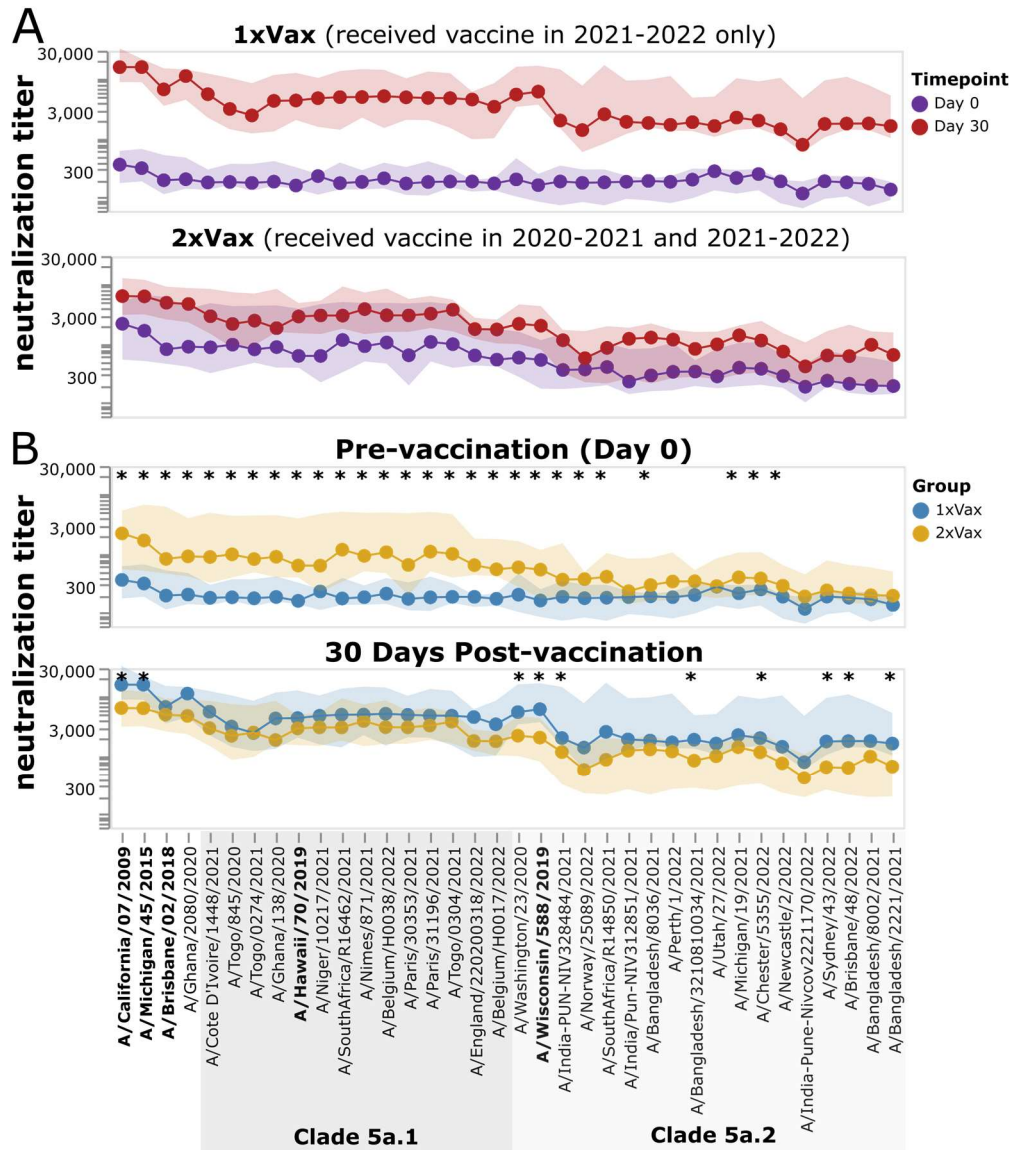 A
1xVax (received vaccine in 2021-2022 only)
30,000
3,000
300
neutralization titer
Timepoint
Day 0
Day 30
2xVax (received vaccine in 2020-2021 and 2021-2022)
30,000
3,000
300
B
Pre-vaccination (Day 0)
* * * * * * * * * * * * * * * * * * * * * * * * * * * 
30,000
3,000
300
neutralization titer
Group
1xVax
2xVax
30 Days Post-vaccination
* * * * * * * * * *
30,000
3,000
300
A/California/07/2009
A/Michigan/45/2015
A/Brisbane/02/2018
A/Ghana/2080/2020
A/Cote D'Ivoire/1448/2021
A/Togo/845/2020
A/Togo/0274/2021
A/Ghana/138/2020
A/Hawaii/70/2019
A/Niger/10217/2021
A/SouthAfrica/R16462/2021
A/Nimes/871/2021
A/Belgium/H0038/2022
A/Paris/30353/2021
A/Paris/31196/2021
A/Togo/0304/2021
A/England/220200318/2022
A/Belgium/H0017/2022
A/Washington/23/2020
A/Wisconsin/588/2019
A/India-PUN-NIV328484/2021
A/Norway/25089/2022
A/SouthAfrica/R14850/2021
A/India/Pun-NIV312851/2021
A/Bangladesh/8036/2021
A/Perth/1/2022
A/Bangladesh/3210810034/2021
A/Utah/27/2022
A/Michigan/19/2021
A/Chester/5355/2022
A/Newcastle/2/2022
A/India-Pune-Nivcov2221170/2022
A/Sydney/43/2022
A/Brisbane/48/2022
A/Bangladesh/8002/2021
A/Bangladesh/2221/2021
Clade 5a.1
Clade 5a.2